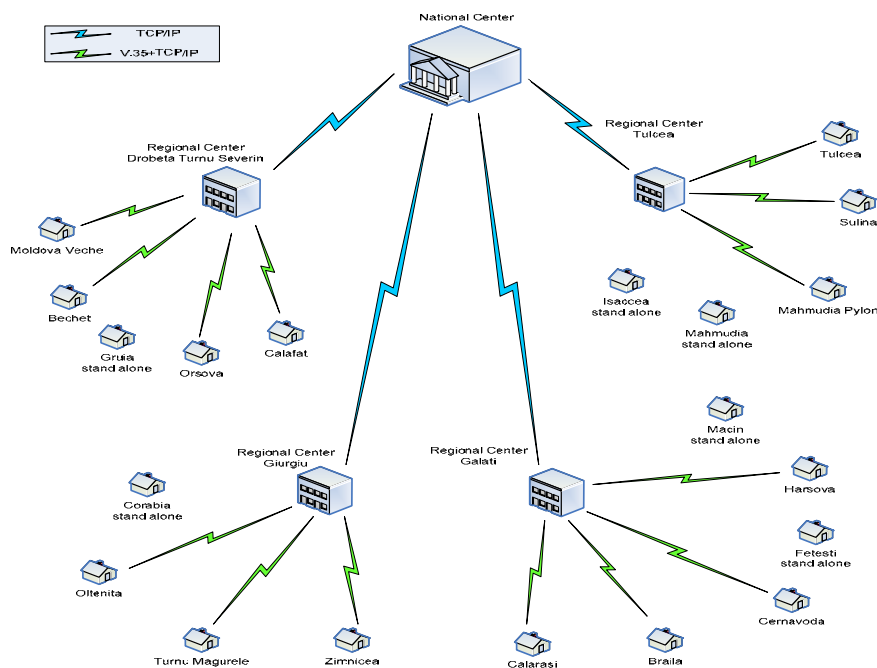 National Center
TCP/IP
V.35+TCP/IP
Regional Center
Drobeta Turnu Severin
Regional Center
Tulcea
Tulcea
Sulina
Mahmudia Pylon
Isaccea
stand alone
Mahmudia
stand alone
Moldova Veche
Bechet
Gruia
stand alone
Orsova
Calafat
Macin
stand alone
Regional Center
Giurgiu
Regional Center
Galati
Corabia
stand alone
Harsova
Fetesti
stand alone
Oltenita
Cernavoda
Turnu Magurele
Zimnicea
Calarasi
Braila